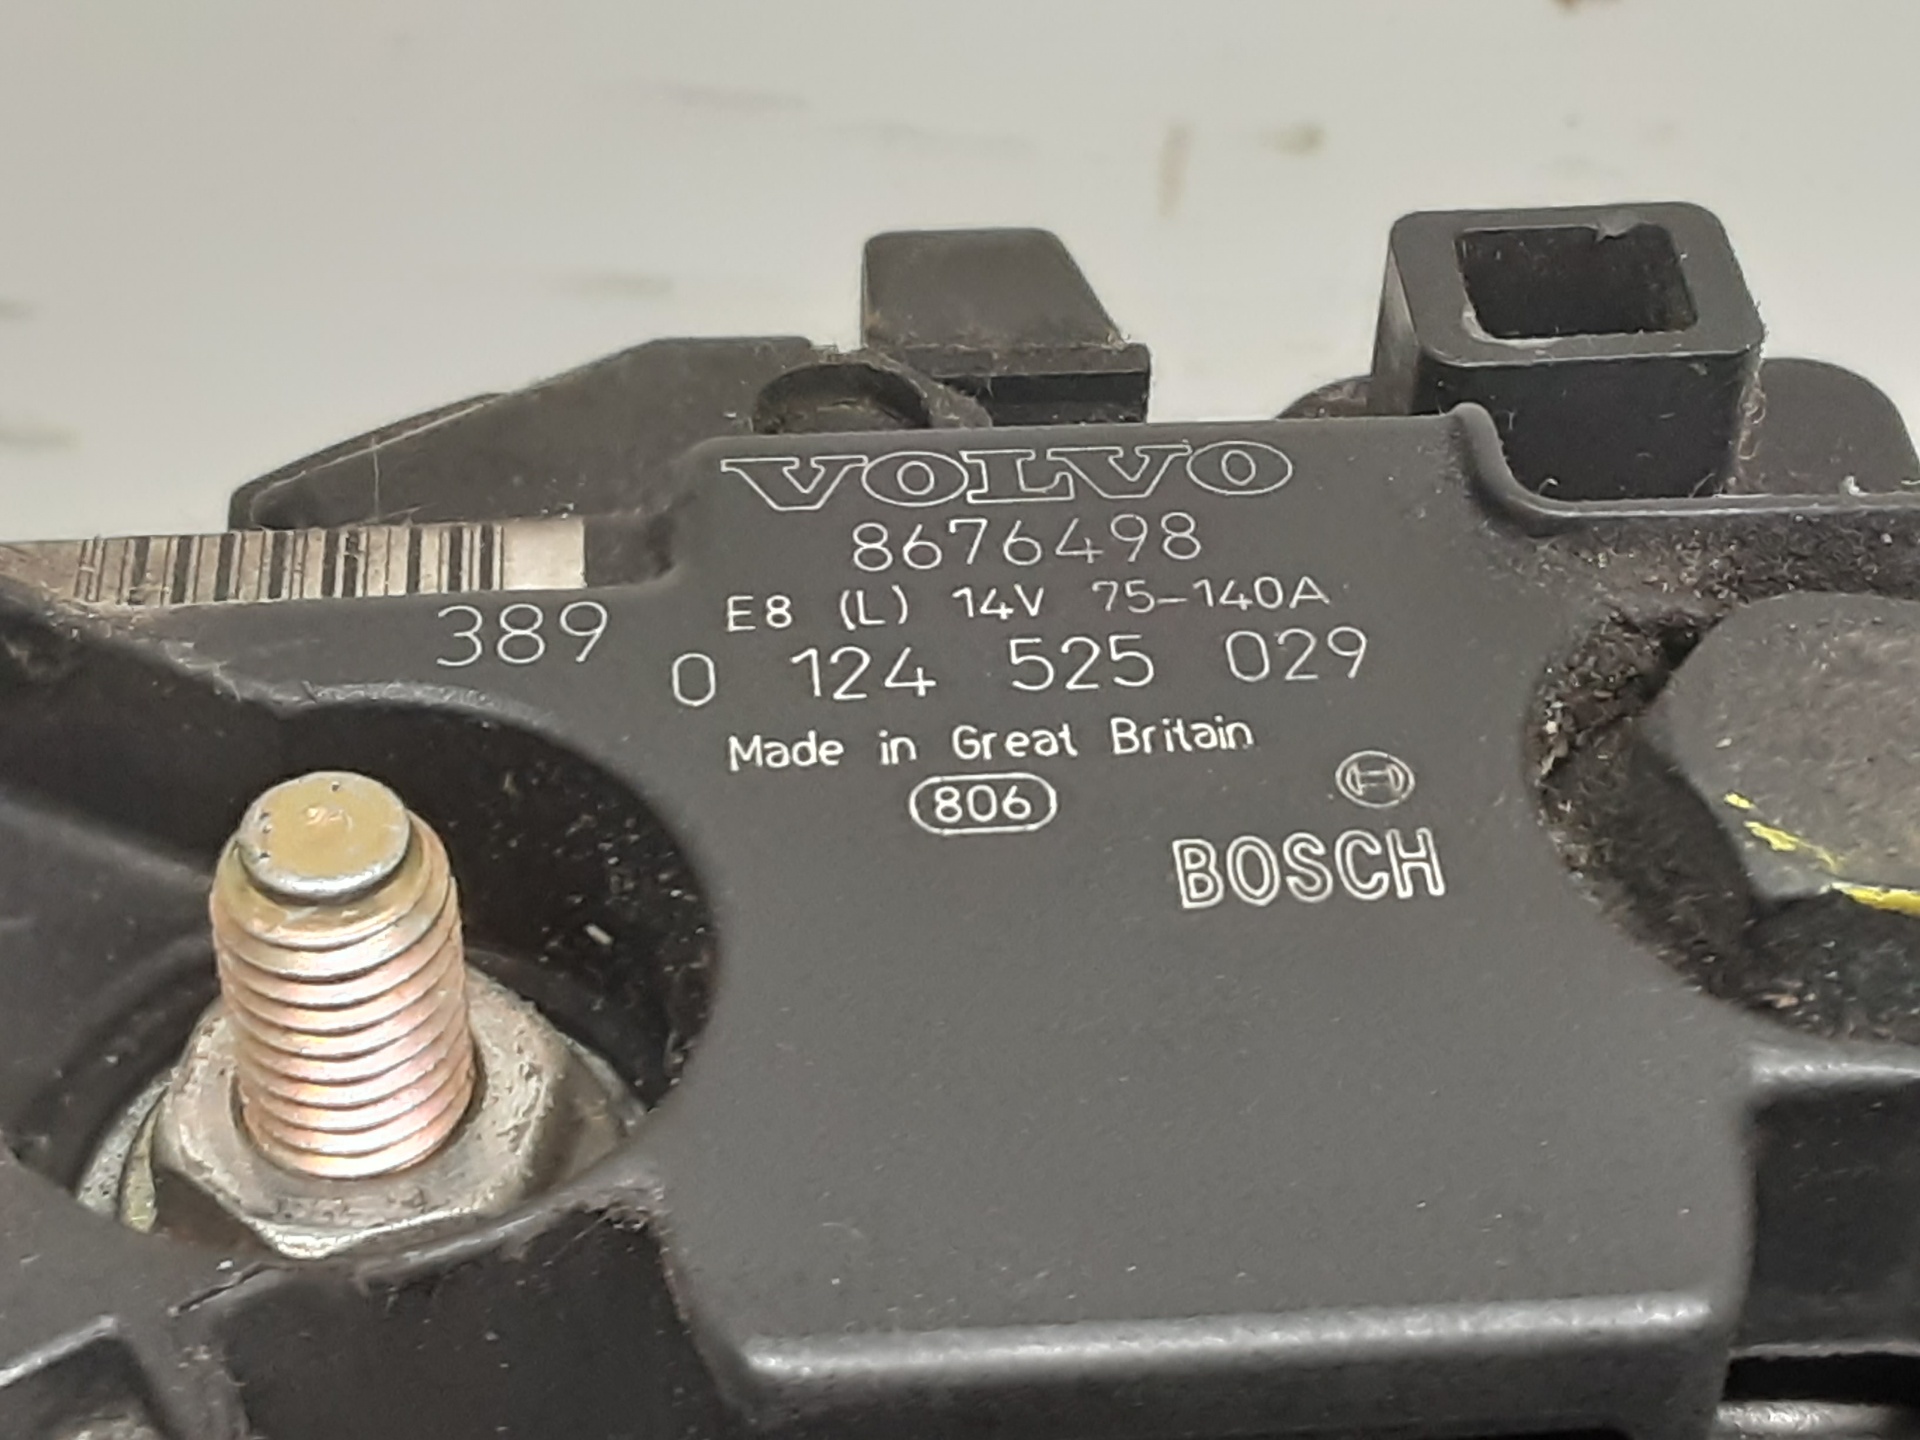 VOLVO
8676498
E8 (L) 14V 75-140A
389
0 124 525 029
Made in Great Britain
806
BOSCH